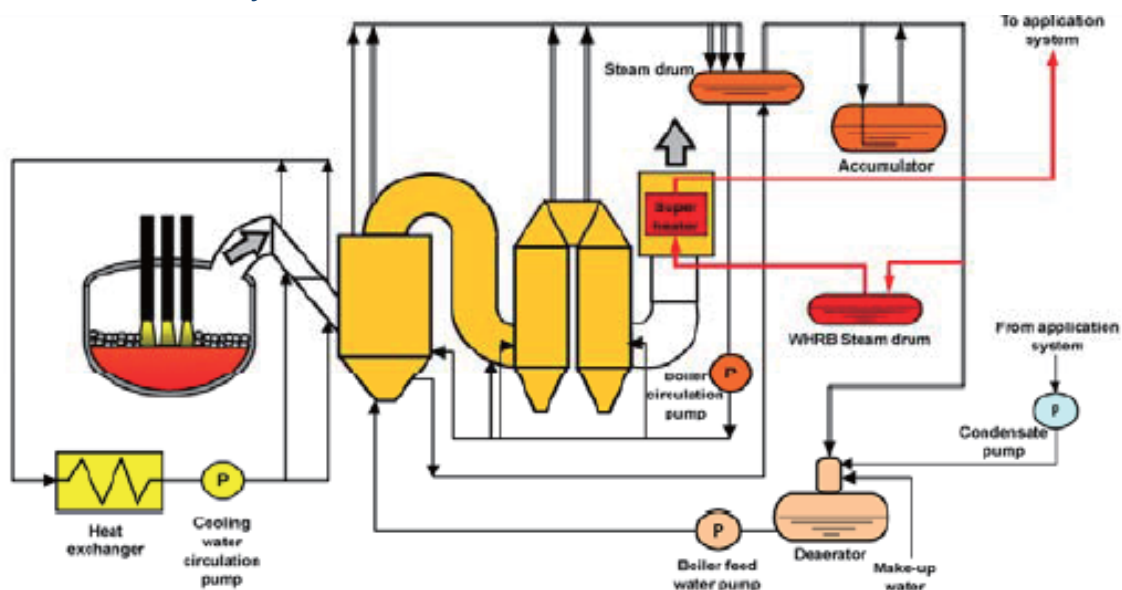 To application
system
Steam drum
Accumulator
Super
heater
WHRB Steam drum
From application
system
P
Boiler
circulation
pump
p
Condensate
pump
P
Heat
exchanger
Cooling
water
circulation
pump
P
Boiler feed
water pump
Deaerator
Make-up
water